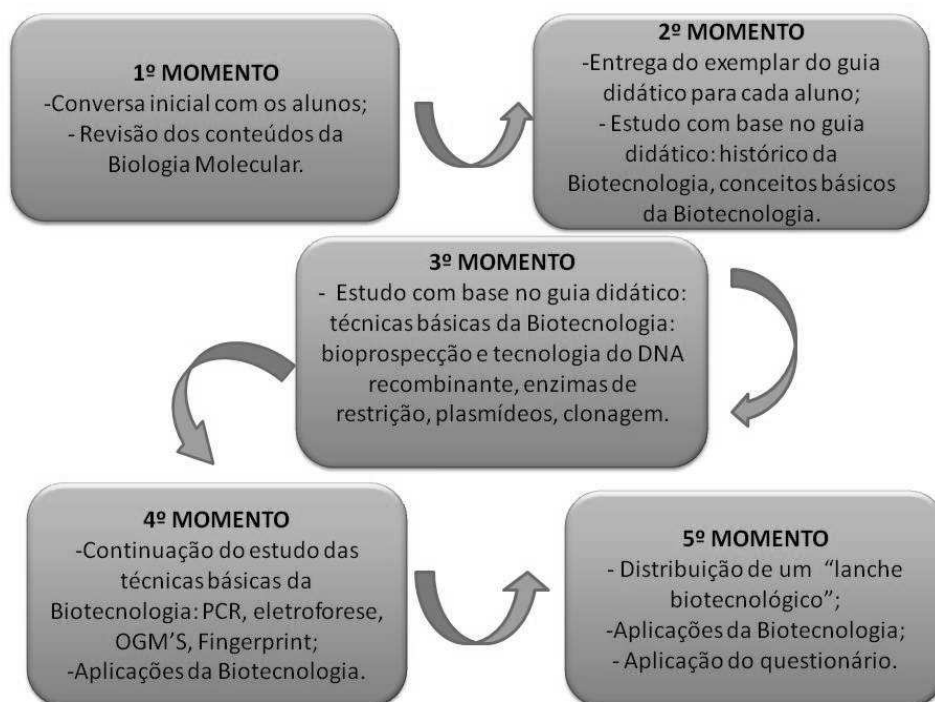 1º MOMENTO
-Conversa inicial com os alunos;
- Revisão dos conteúdos da
Biologia Molecular.
2º MOMENTO
-Entrega do exemplar do guia
didático para cada aluno;
- Estudo com base no guia
didático: histórico da
Biotecnologia, conceitos básicos
da Biotecnologia.
3º MOMENTO
- Estudo com base no guia didático:
técnicas básicas da Biotecnologia:
bioprospecção e tecnologia do DNA
recombinante, enzimas de
restrição, plasmídeos, clonagem.
4º MOMENTO
-Continuação do estudo das
técnicas básicas da
Biotecnologia: PCR, eletroforese,
OGM'S, Fingerprint;
-Aplicações da Biotecnologia.
5º MOMENTO
- Distribuição de um “lanche
biotecnológico”;
-Aplicações da Biotecnologia;
- Aplicação do questionário.